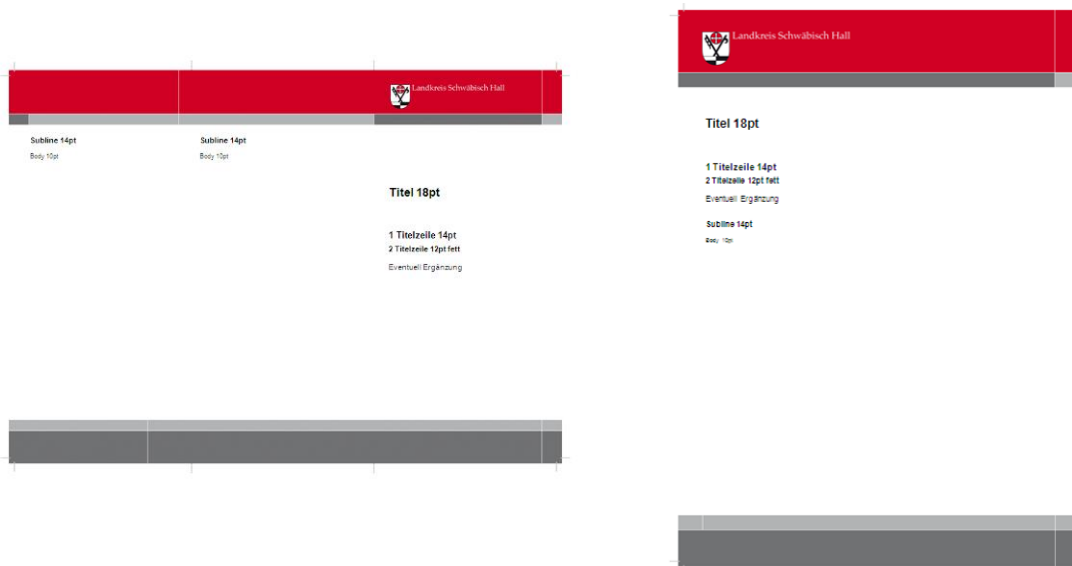 Landkreis Schwäbisch Hall
Subline 14pt
Body 10pt
Subline 14pt
Body 10pt
Titel 18pt
1 Titelzeile 14pt
2 Titelzeile 12pt fett
Eventuell Ergänzung
Landkreis Schwäbisch Hall
Titel 18pt
1 Titelzeile 14pt
2 Titelzeile 12pt fett
Eventuell Ergänzung
Subline 14pt
Body 10pt